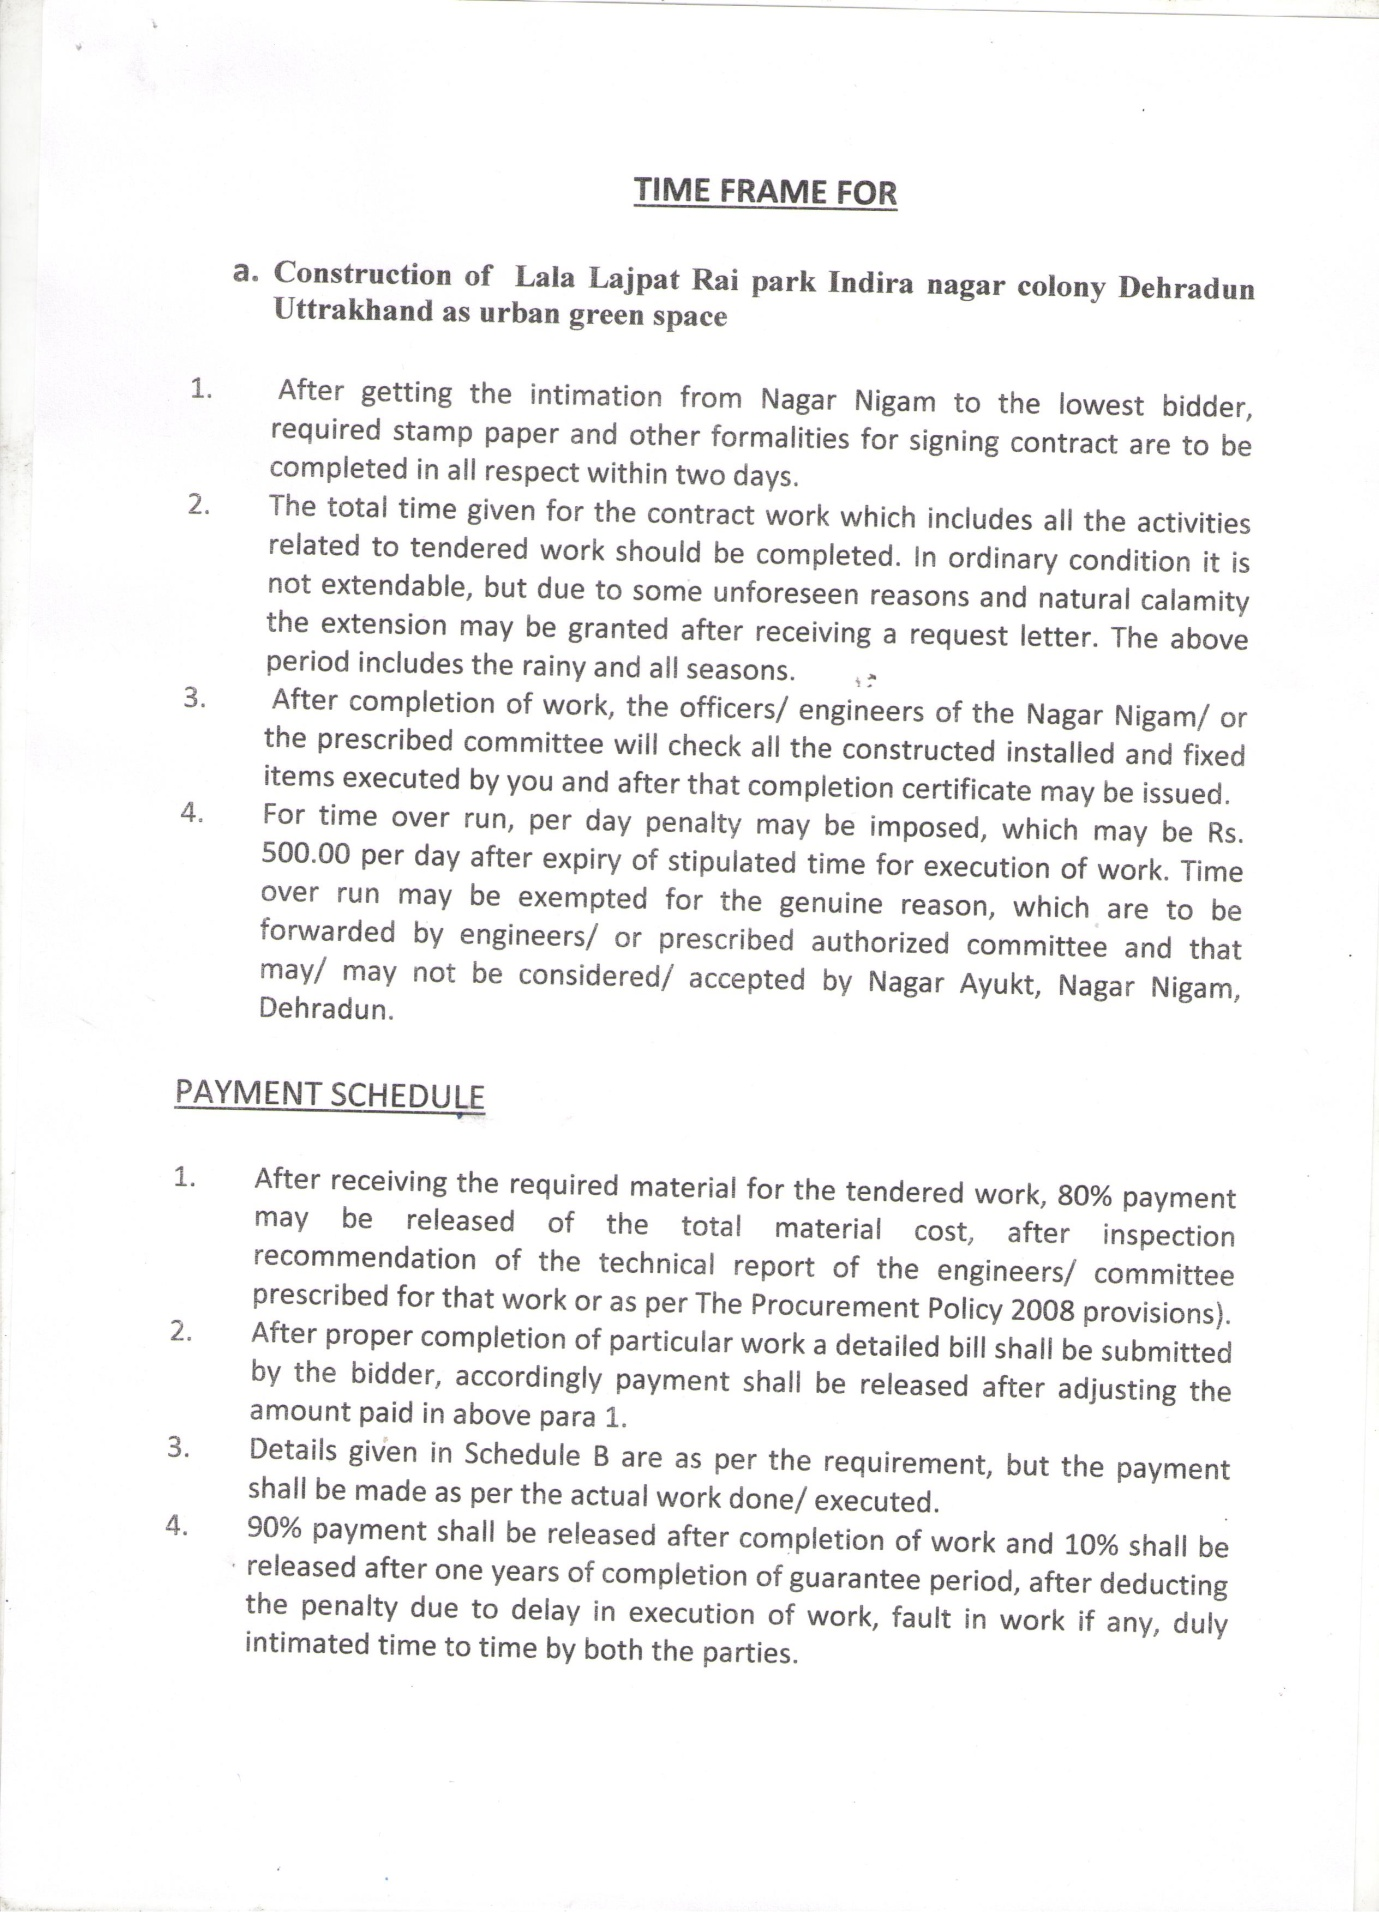 TIME FRAME FOR
a. Construction of Lala Lajpat Rai park Indira nagar colony Dehradun
Uttrakhand as urban green space
1. After getting the intimation from Nagar Nigam to the lowest bidder,
required stamp paper and other formalities for signing contract are to be
completed in all respect within two days.
2. The total time given for the contract work which includes all the activities
related to tendered work should be completed. In ordinary condition it is
not extendable, but due to some unforeseen reasons and natural calamity
the extension may be granted after receiving a request letter. The above
period includes the rainy and all seasons.
3. After completion of work, the officers/ engineers of the Nagar Nigam/ or
the prescribed committee will check all the constructed installed and fixed
items executed by you and after that completion certificate may be issued.
4. For time over run, per day penalty may be imposed, which may be Rs.
500.00 per day after expiry of stipulated time for execution of work. Time
over run may be exempted for the genuine reason, which are to be
forwarded by engineers/ or prescribed authorized committee and that
may/ may not be considered/ accepted by Nagar Ayukt, Nagar Nigam,
Dehradun.
PAYMENT SCHEDULE
1. After receiving the required material for the tendered work, 80% payment
may be released of the total material cost, after inspection
recommendation of the technical report of the engineers/ committee
prescribed for that work or as per The Procurement Policy 2008 provisions).
2. After proper completion of particular work a detailed bill shall be submitted
by the bidder, accordingly payment shall be released after adjusting the
amount paid in above para 1.
3. Details given in Schedule B are as per the requirement, but the payment
shall be made as per the actual work done/ executed.
4. 90% payment shall be released after completion of work and 10% shall be
released after one years of completion of guarantee period, after deducting
the penalty due to delay in execution of work, fault in work if any, duly
intimated time to time by both the parties.